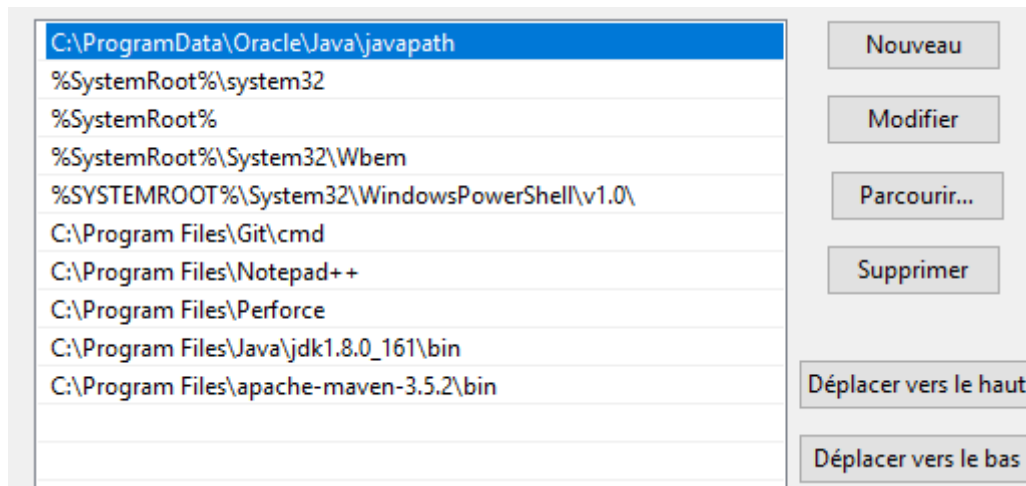 C:\ProgramData\Oracle\Java\javapath
%SystemRoot%\system32
%SystemRoot%
%SystemRoot%\System32\Wbem
%SYSTEMROOT%\System32\WindowsPowerShell\v1.0\
C:\Program Files\Git\cmd
C:\Program Files\Notepad++
C:\Program Files\Perforce
C:\Program Files\Java\jdk1.8.0_161\bin
C:\Program Files\apache-maven-3.5.2\bin
Nouveau
Modifier
Parcourir...
Supprimer
Déplacer vers le haut
Déplacer vers le bas